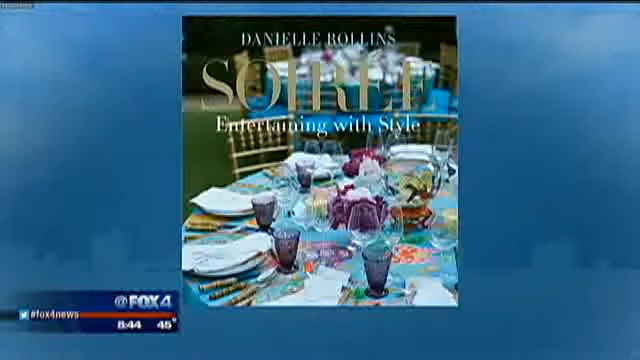 DANIELLE ROLLINS
SOIRÉE
Entertaining with Style
@FOX4
#fox4news
8:44 45°